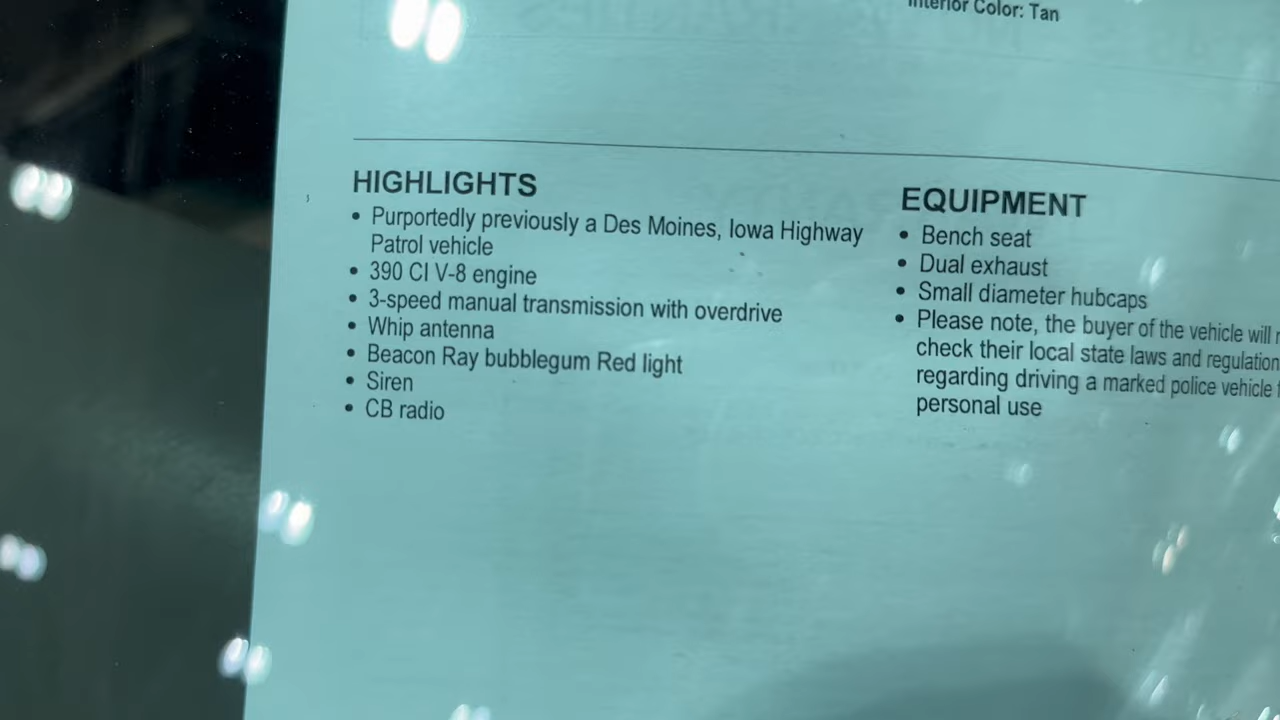 Interior Color: Tan
HIGHLIGHTS
• Purportedly previously a Des Moines, Iowa Highway
Patrol vehicle
• 390 CI V-8 engine
• 3-speed manual transmission with overdrive
• Whip antenna
• Beacon Ray bubblegum Red light
• Siren
• CB radio
EQUIPMENT
• Bench seat
• Dual exhaust
• Small diameter hubcaps
• Please note, the buyer of the vehicle will
check their local state laws and regulation
regarding driving a marked police vehicle
personal use